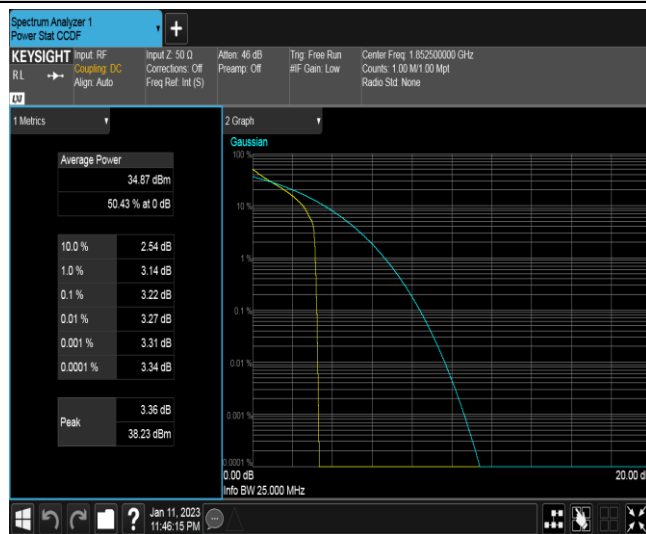 Spectrum Analyzer 1
Power Stat CCDF
+
KEYSIGHT
RL
LXI
Input: RF
Coupling: DC
Align: Auto
Input Z: 50 Ω
Corrections: Off
Freq Ref: Int (S)
Atten: 46 dB
Preamp: Off
Trig: Free Run
#IF Gain: Low
Center Freq: 1.852500000 GHz
Counts: 1.00 M/1.00 Mpt
Radio Std: None
1 Metrics
Average Power
34.87 dBm
50.43 % at 0 dB
10.0 % 2.54 dB
1.0 % 3.14 dB
0.1 % 3.22 dB
0.01 % 3.27 dB
0.001 % 3.31 dB
0.0001 % 3.34 dB
Peak 3.36 dB
38.23 dBm
2 Graph
Gaussian
100 %
10 %
1 %
0.1 %
0.01 %
0.001 %
0.0001 %
0.00 dB
20.00 d
Info BW 25.000 MHz
?
Jan 11, 2023
11:46:15 PM